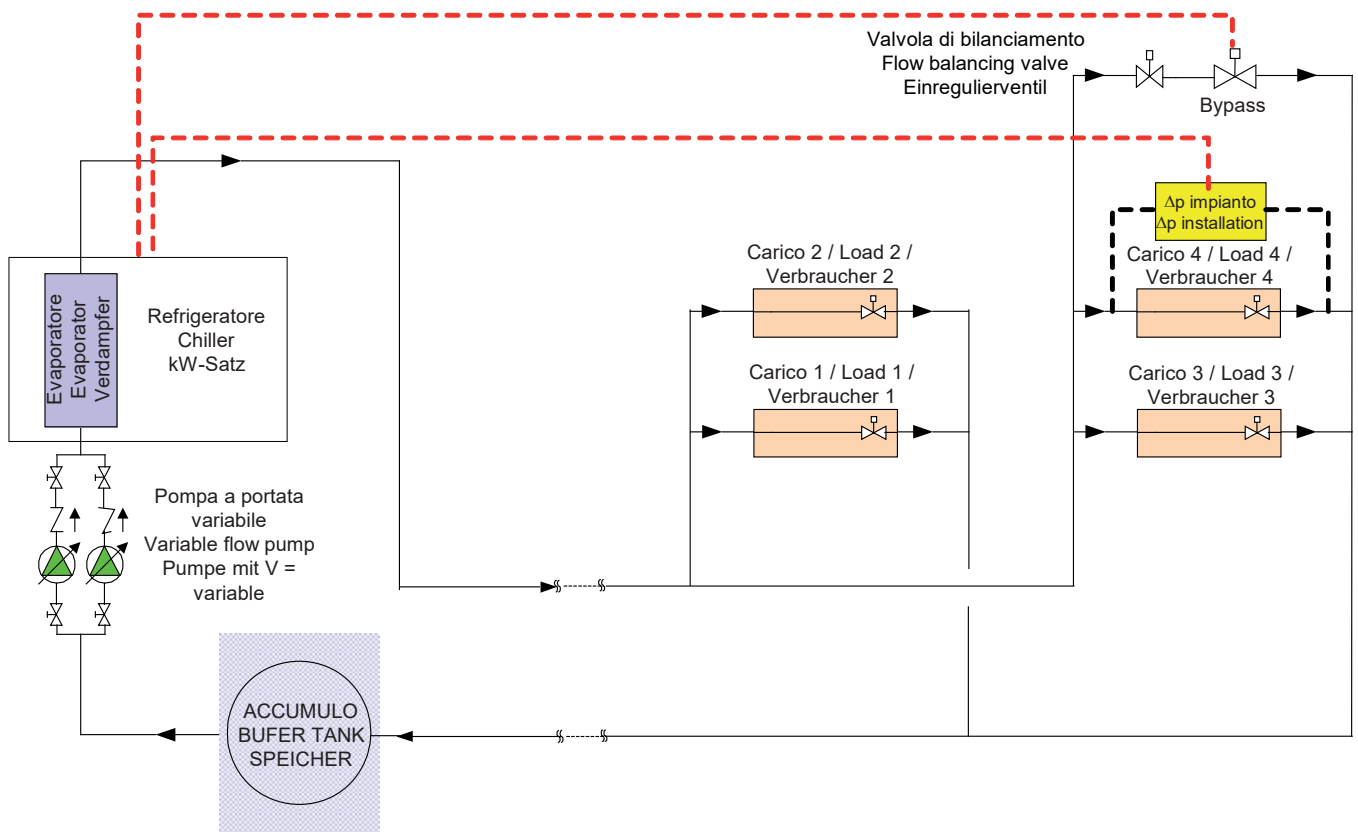 Valvola di bilanciamento
Flow balancing valve
Einregulierventil
Bypass
Δp impianto
Δp installation
Carico 2 / Load 2 /
Verbraucher 2
Carico 4 / Load 4 /
Verbraucher 4
Evaporatore
Evaporator
Verdampfer
Refrigeratore
Chiller
kW-Satz
Carico 1 / Load 1 /
Verbraucher 1
Carico 3 / Load 3 /
Verbraucher 3
Pompa a portata
variabile
Variable flow pump
Pumpe mit V =
variable
ACCUMULO
BUFER TANK
SPEICHER